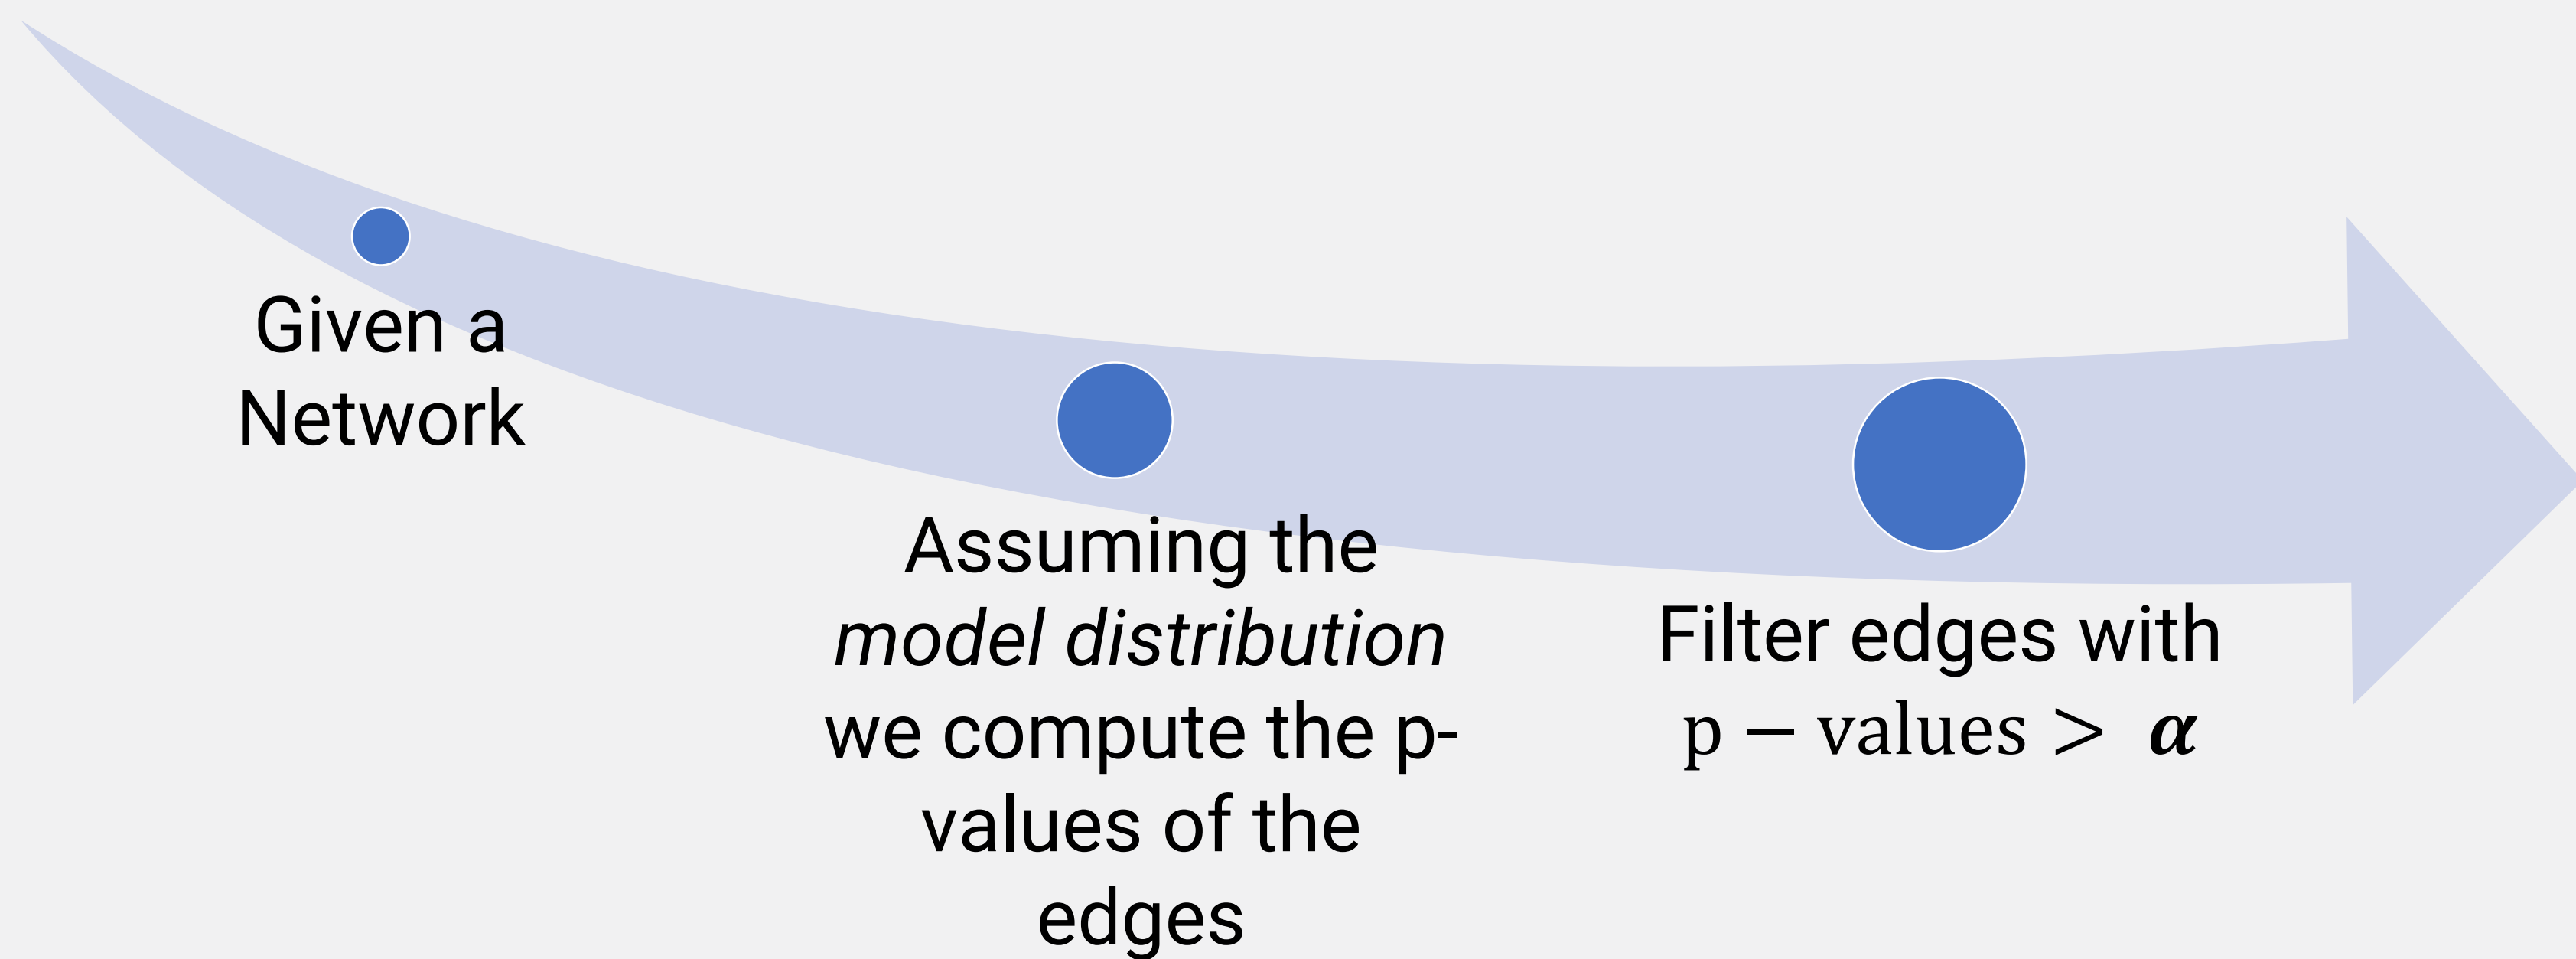 Given a
Network
Assuming the
model distribution
we compute the p-
values of the
edges
Filter edges with
p − values > α